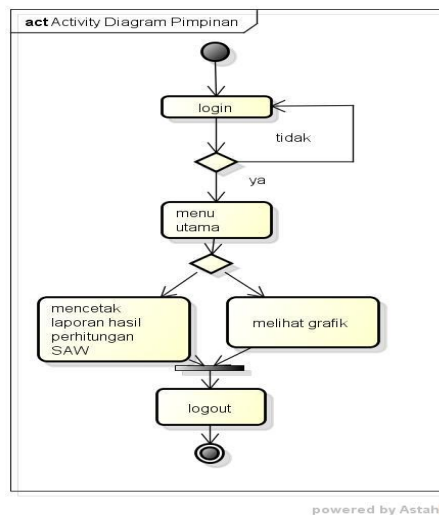 act Activity Diagram Pimpinan
login
tidak
ya
menu
utama
mencetak
laporan hasil
perhitungan
SAW
melihat grafik
logout
powered by Astah